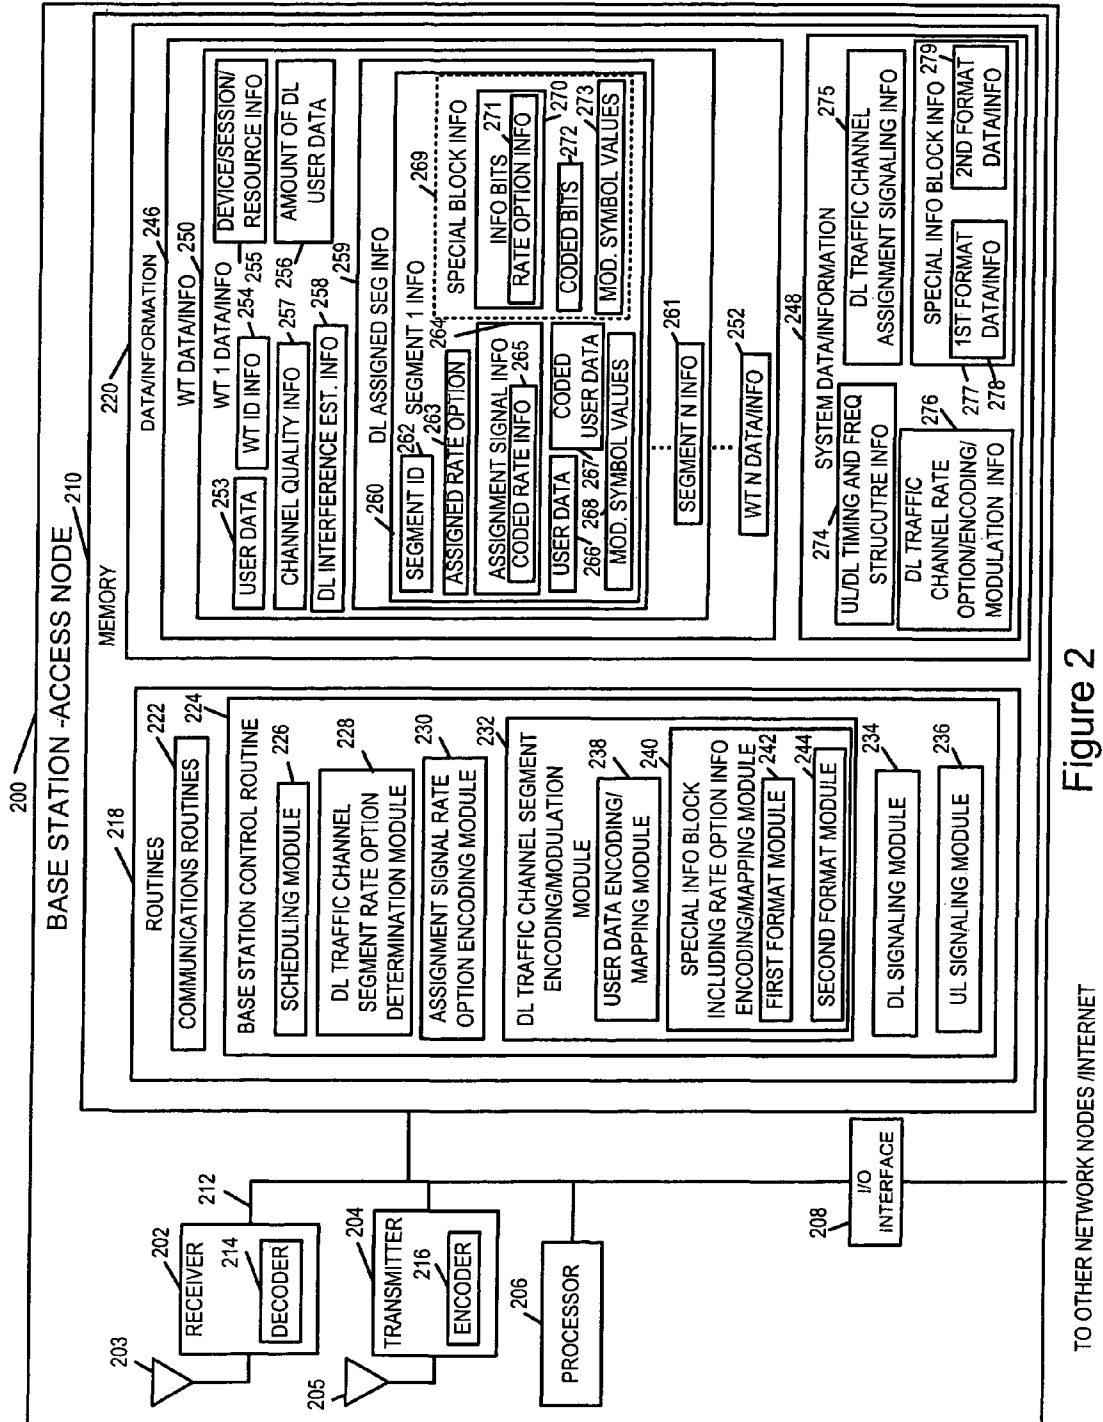 200
BASE STATION -ACCESS NODE
203
202
RECEIVER
214
DECODER
212
205
204
TRANSMITTER
216
ENCODER
206
PROCESSOR
208
I/O
INTERFACE
TO OTHER NETWORK NODES /INTERNET
210
MEMORY
218
ROUTINES
222
COMMUNICATIONS ROUTINES
224
BASE STATION CONTROL ROUTINE
226
SCHEDULING MODULE
228
DL TRAFFIC CHANNEL
SEGMENT RATE OPTION
DETERMINATION MODULE
230
ASSIGNMENT SIGNAL RATE
OPTION ENCODING MODULE
232
DL TRAFFIC CHANNEL SEGMENT
ENCODING/MODULATION
MODULE
238
USER DATA ENCODING/
MAPPING MODULE
240
SPECIAL INFO BLOCK
INCLUDING RATE OPTION INFO
ENCODING/MAPPING MODULE
242
FIRST FORMAT MODULE
244
SECOND FORMAT MODULE
234
DL SIGNALING MODULE
236
UL SIGNALING MODULE
220
DATA/INFORMATION
246
WT DATA/INFO
250
WT 1 DATA/INFO
253
USER DATA
254
WT ID INFO
255
DEVICE/SESSION/
RESOURCE INFO
257
CHANNEL QUALITY INFO
256
AMOUNT OF DL
USER DATA
258
DL INTERFERENCE EST. INFO
259
DL ASSIGNED SEG INFO
260
SEGMENT 1 INFO
262
SEGMENT ID
263
ASSIGNED RATE OPTION
264
ASSIGNMENT SIGNAL INFO
265
CODED RATE INFO
266
USER DATA
267
CODED
USER DATA
268
MOD. SYMBOL VALUES
269
SPECIAL BLOCK INFO
270
INFO BITS
271
RATE OPTION INFO
272
CODED BITS
273
MOD. SYMBOL VALUES
261
SEGMENT N INFO
252
WT N DATA/INFO
248
SYSTEM DATA/INFORMATION
274
UL/DL TIMING AND FREQ
STRUCUTRE INFO
275
DL TRAFFIC CHANNEL
ASSIGNMENT SIGNALING INFO
276
DL TRAFFIC
CHANNEL RATE
OPTION/ENCODING/
MODULATION INFO
277
SPECIAL INFO BLOCK INFO
278
1ST FORMAT
DATA/INFO
279
2ND FORMAT
DATA/INFO
Figure 2